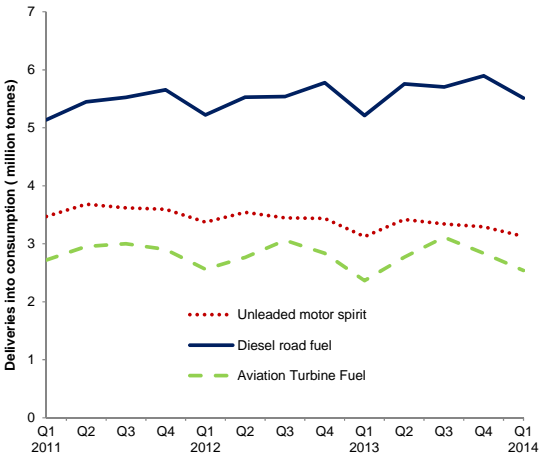 Deliveries into consumption ( million tonnes)
7
6
5
4
3
2
1
0
Unleaded motor spirit
Diesel road fuel
Aviation Turbine Fuel
Q1 Q2 Q3 Q4 Q1 Q2 Q3 Q4 Q1 Q2 Q3 Q4 Q1
2011 2012 2013 2014